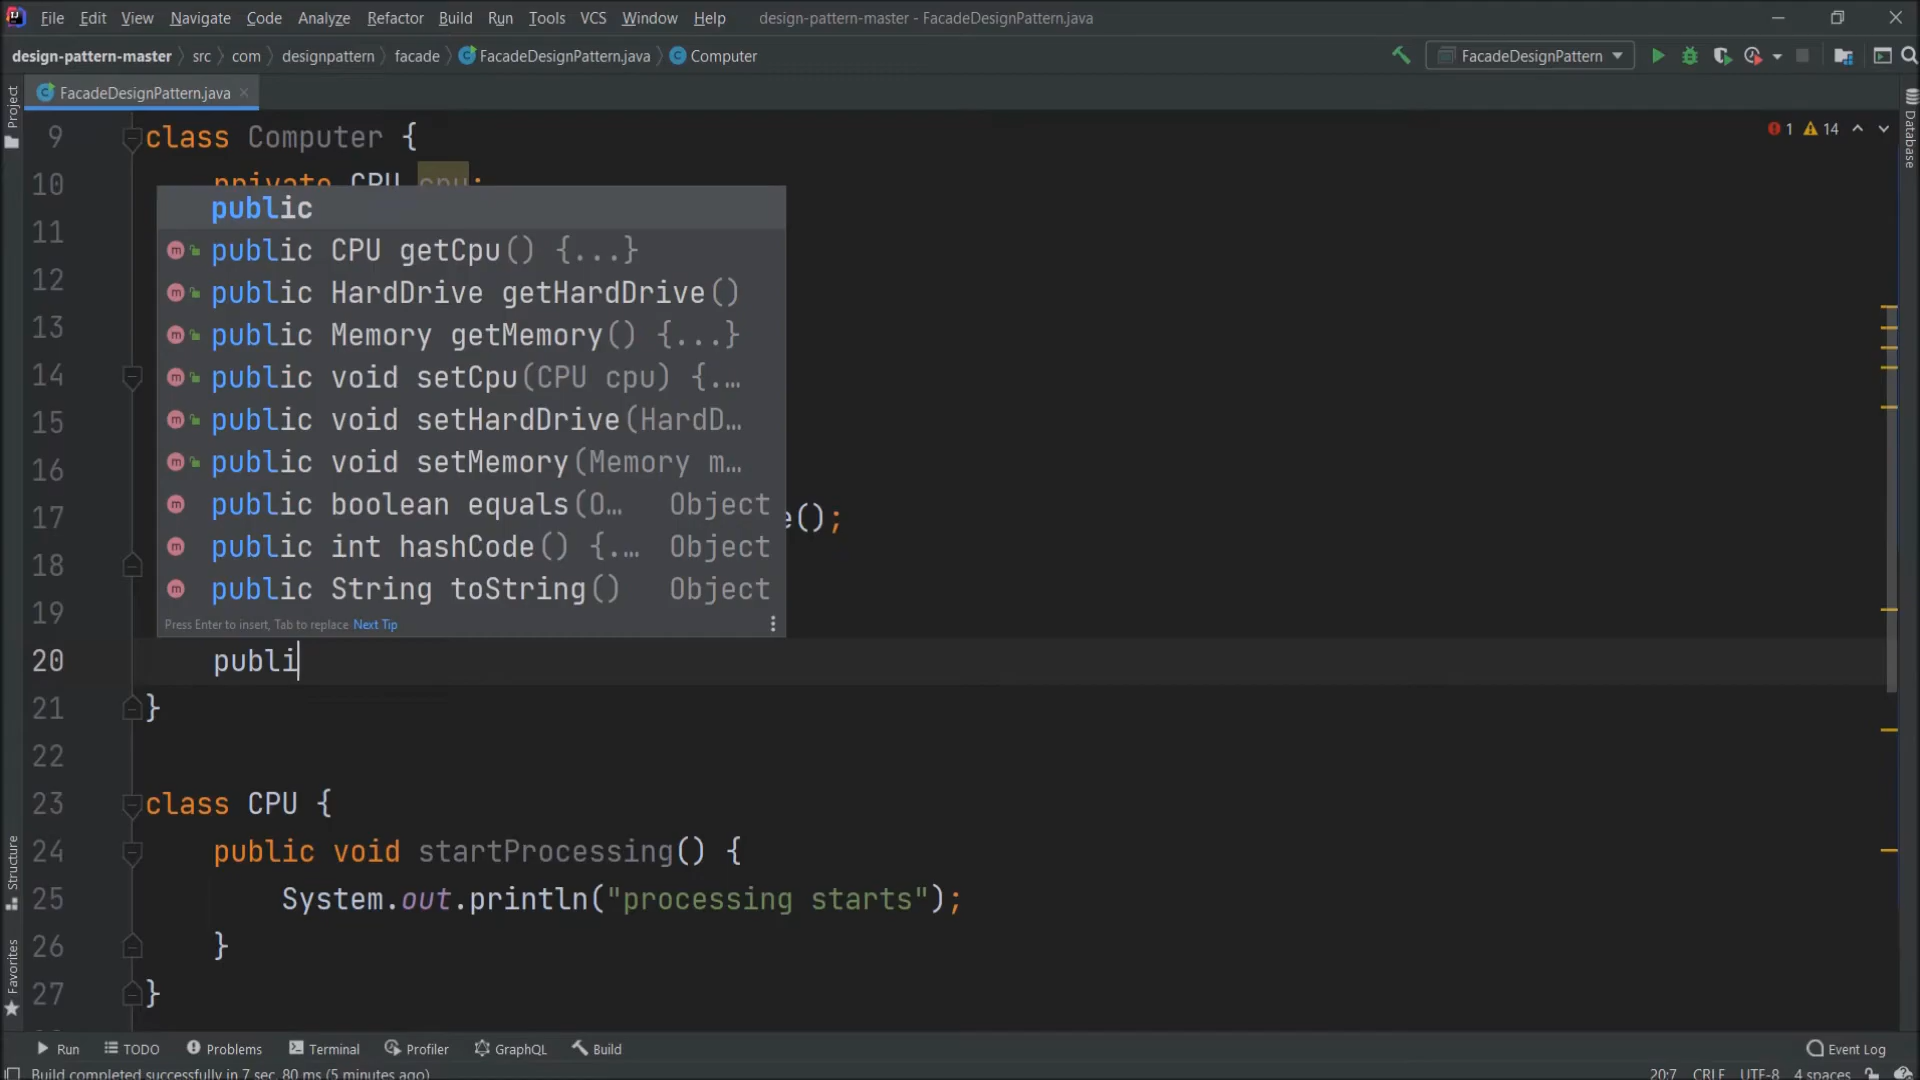 File Edit View Navigate Code Analyze Refactor Build Run Tools VCS Window Help design-pattern-master - FacadeDesignPattern.java
design-pattern-master src com designpattern facade FacadeDesignPattern.java Computer FacadeDesignPattern
FacadeDesignPattern.java
Project
Database
1 14
9 class Computer {
10 private CPU cpu;
public
11
public CPU getCpu() {...}
12 public HardDrive getHardDrive()
13 public Memory getMemory() {...}
14 public void setCpu(CPU cpu) {.…
15 public void setHardDrive(HardD…
16 public void setMemory(Memory m…
public boolean equals(O… Object
17 e();
18 public int hashCode() {.… Object
public String toString() Object
19
Press Enter to insert, Tab to replace Next Tip
20 publi
21 }
22
23 class CPU {
24 public void startProcessing() {
25 System.out.println("processing starts");
26 }
27 }
Structure
Favorites
Run TODO Problems Terminal Profiler GraphQL Build Event Log
Build completed successfully in 7 sec, 80 ms (5 minutes ago) 20:7 CRLF UTF-8 4 spaces